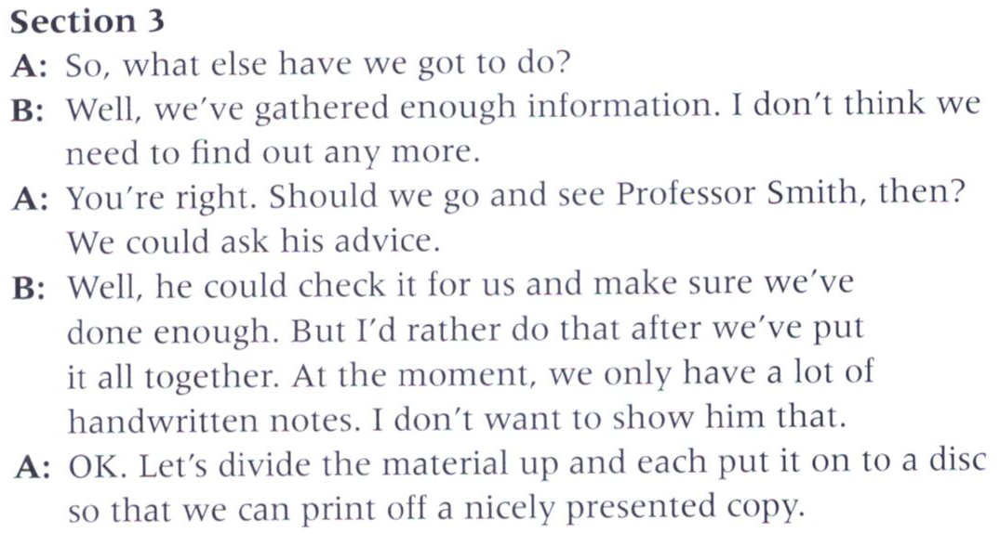 Section 3
A: So, what else have we got to do?
B: Well, we've gathered enough information. I don't think we
need to find out any more.
A: You're right. Should we go and see Professor Smith, then?
We could ask his advice.
B: Well, he could check it for us and make sure we've
done enough. But I'd rather do that after we've put
it all together. At the moment, we only have a lot of
handwritten notes. I don't want to show him that.
A: OK. Let's divide the material up and each put it on to a disc
so that we can print off a nicely presented copy.